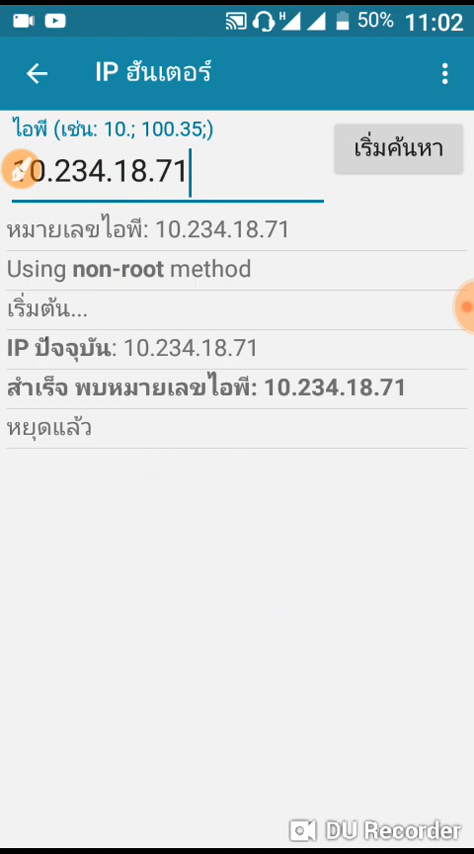 H 50% 11:02
IP ฮันเตอร์
ไอพี (เช่น: 10.; 100.35;)
10.234.18.71
เริ่มค้นหา
หมายเลขไอพี: 10.234.18.71
Using non-root method
เริ่มต้น...
IP ปัจจุบัน: 10.234.18.71
สำเร็จ พบหมายเลขไอพี: 10.234.18.71
หยุดแล้ว
DU Recorder